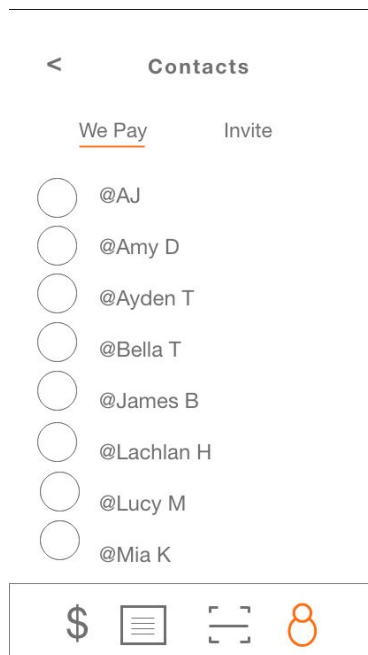 < Contacts
We Pay Invite
@AJ
@Amy D
@Ayden T
@Bella T
@James B
@Lachlan H
@Lucy M
@Mia K
$